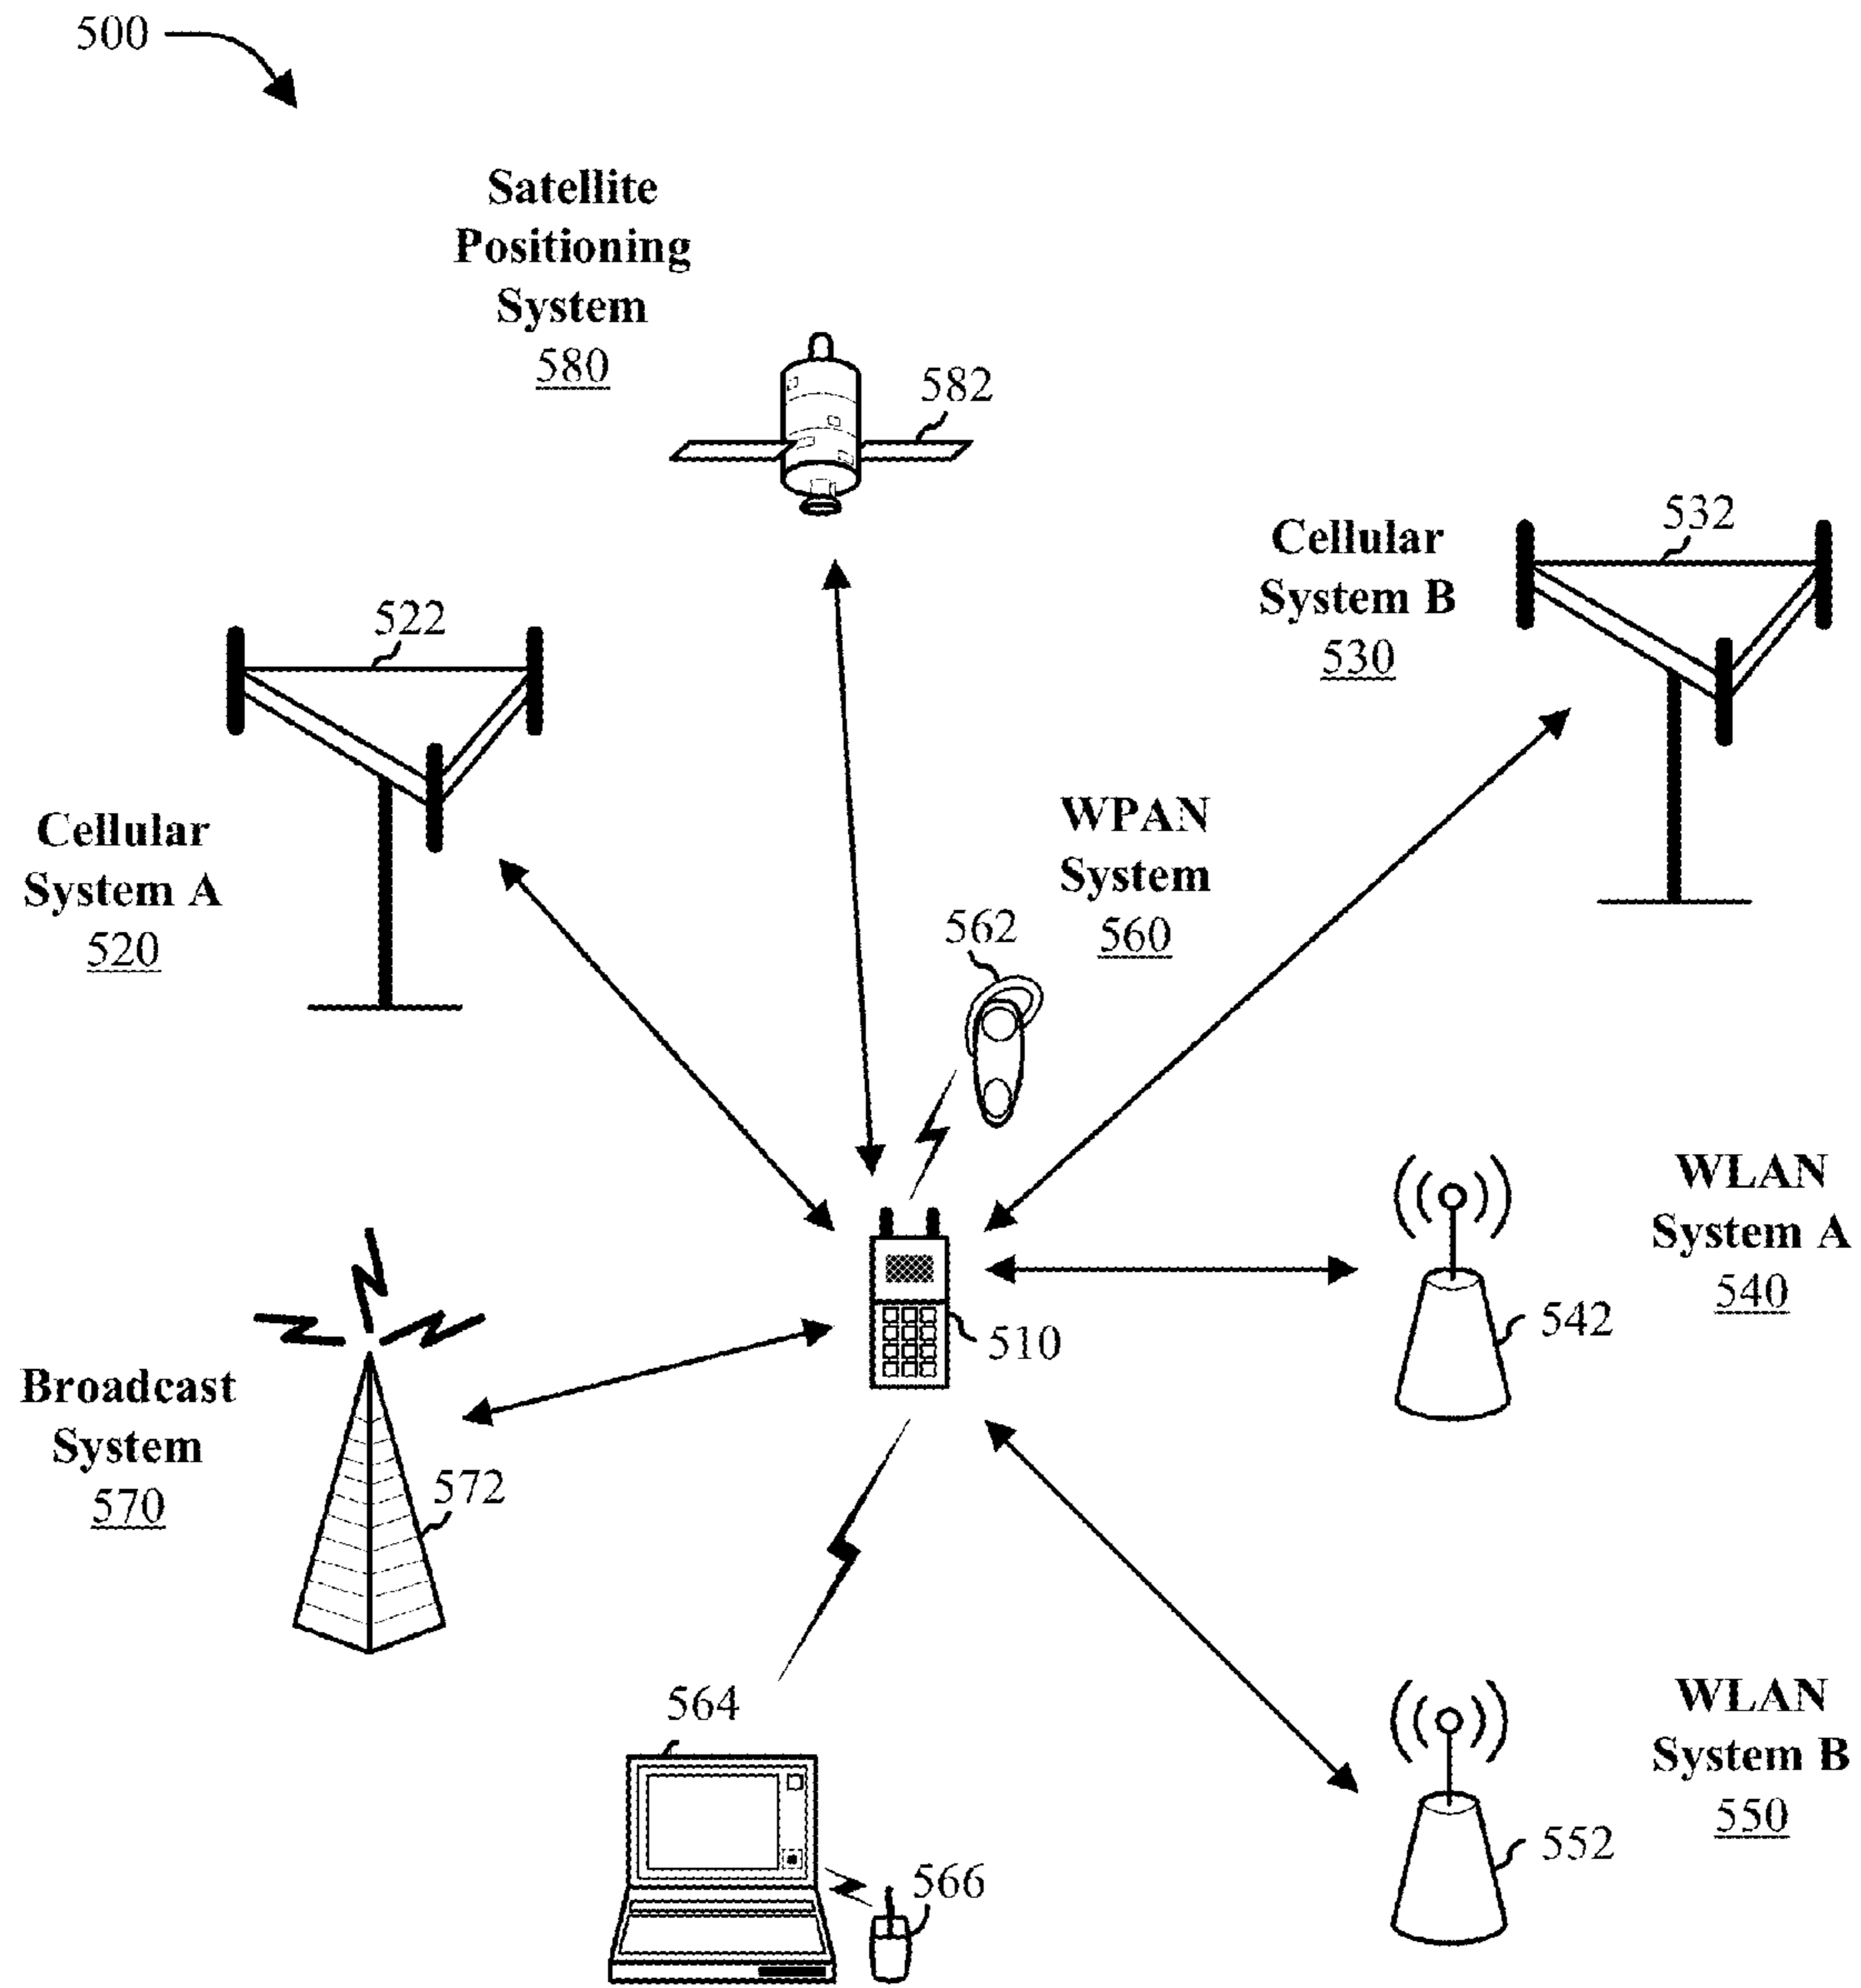 500
Satellite
Positioning
System
580
582
Cellular
System B
530
532
522
Cellular
System A
520
WPAN
System
560
562
WLAN
System A
540
542
510
Broadcast
System
570
572
564
566
WLAN
System B
550
552